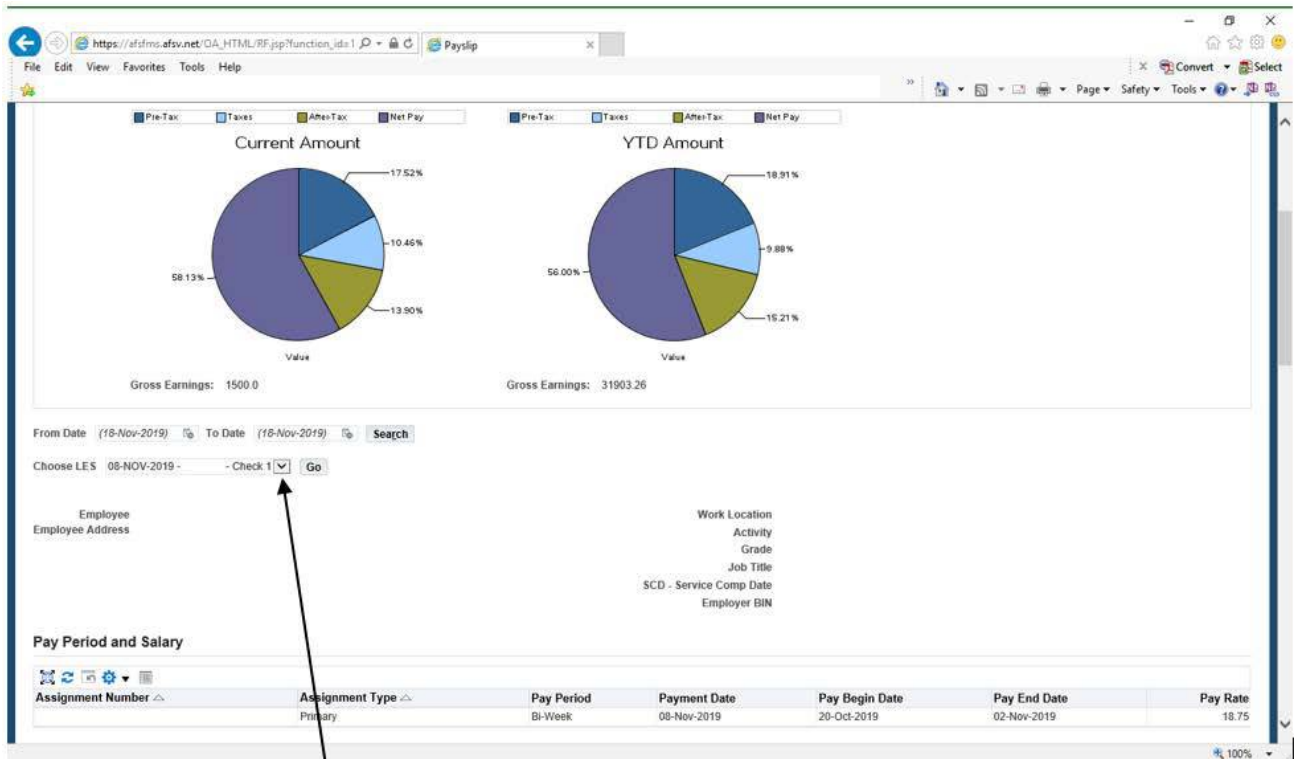 https://afsfms.afsv.net/OA_HTML/RF.jsp?function_id=1 Payslip
File Edit View Favorites Tools Help
Convert Select
Page Safety Tools
Pre-Tax Taxes After-Tax Net Pay Pre-Tax Taxes After-Tax Net Pay
Current Amount YTD Amount
17.52% 18.91%
10.46% 9.88%
58.13% 56.00%
13.90% 15.21%
Value Value
Gross Earnings: 1500.0 Gross Earnings: 31903.26
From Date (18-Nov-2019) To Date (18-Nov-2019) Search
Choose LES 08-NOV-2019 - - Check 1 Go
Employee Work Location
Employee Address Activity
Grade
Job Title
SCD - Service Comp Date
Employer BIN
Pay Period and Salary
Assignment Number Assignment Type Pay Period Payment Date Pay Begin Date Pay End Date Pay Rate
Primary Bi-Week 08-Nov-2019 20-Oct-2019 02-Nov-2019 18.75
100%